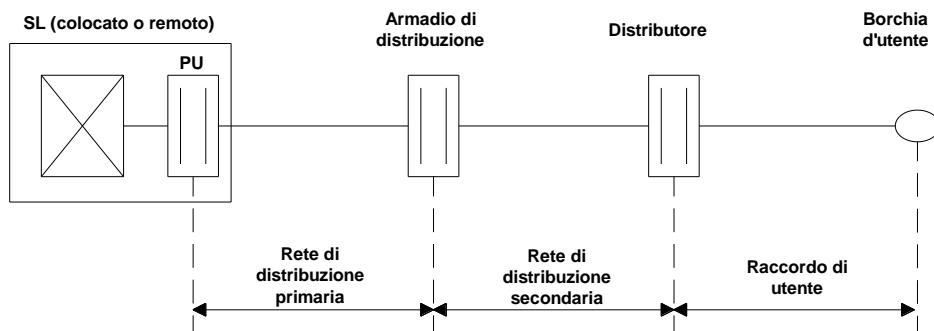 SL (colocato o remoto)
PU
Armadio di
distribuzione
Distributore
Borchia
d'utente
Rete di
distribuzione
primaria
Rete di
distribuzione
secondaria
Raccordo di
utente